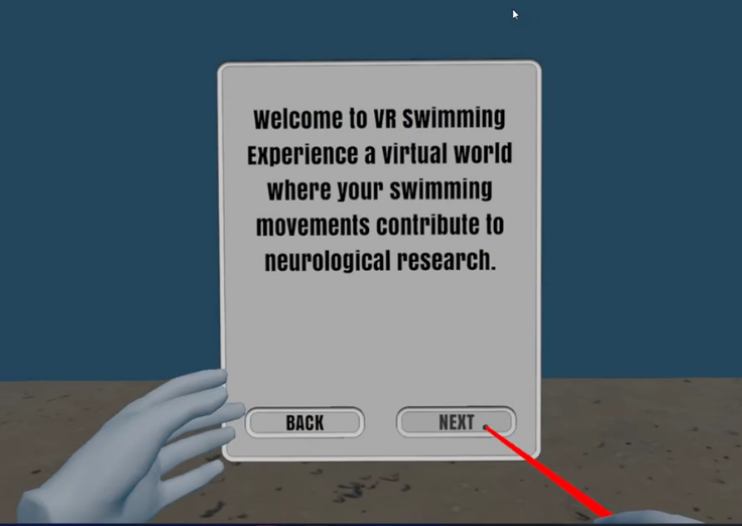 Welcome to VR Swimming
Experience a virtual world
where your swimming
movements contribute to
neurological research.
BACK
NEXT